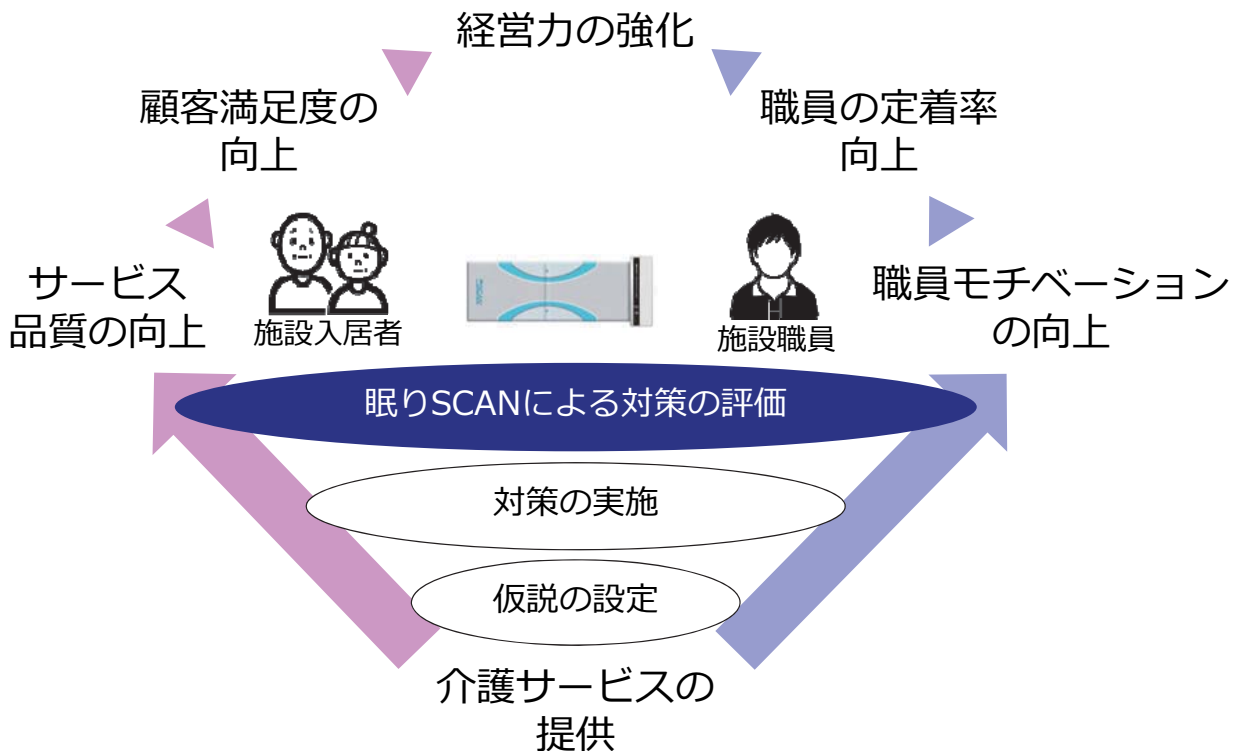 経営力の強化
顧客満足度の
向上
職員の定着率
向上
サービス
品質の向上
施設入居者
施設職員
職員モチベーション
の向上
眠りSCANによる対策の評価
対策の実施
仮説の設定
介護サービスの
提供